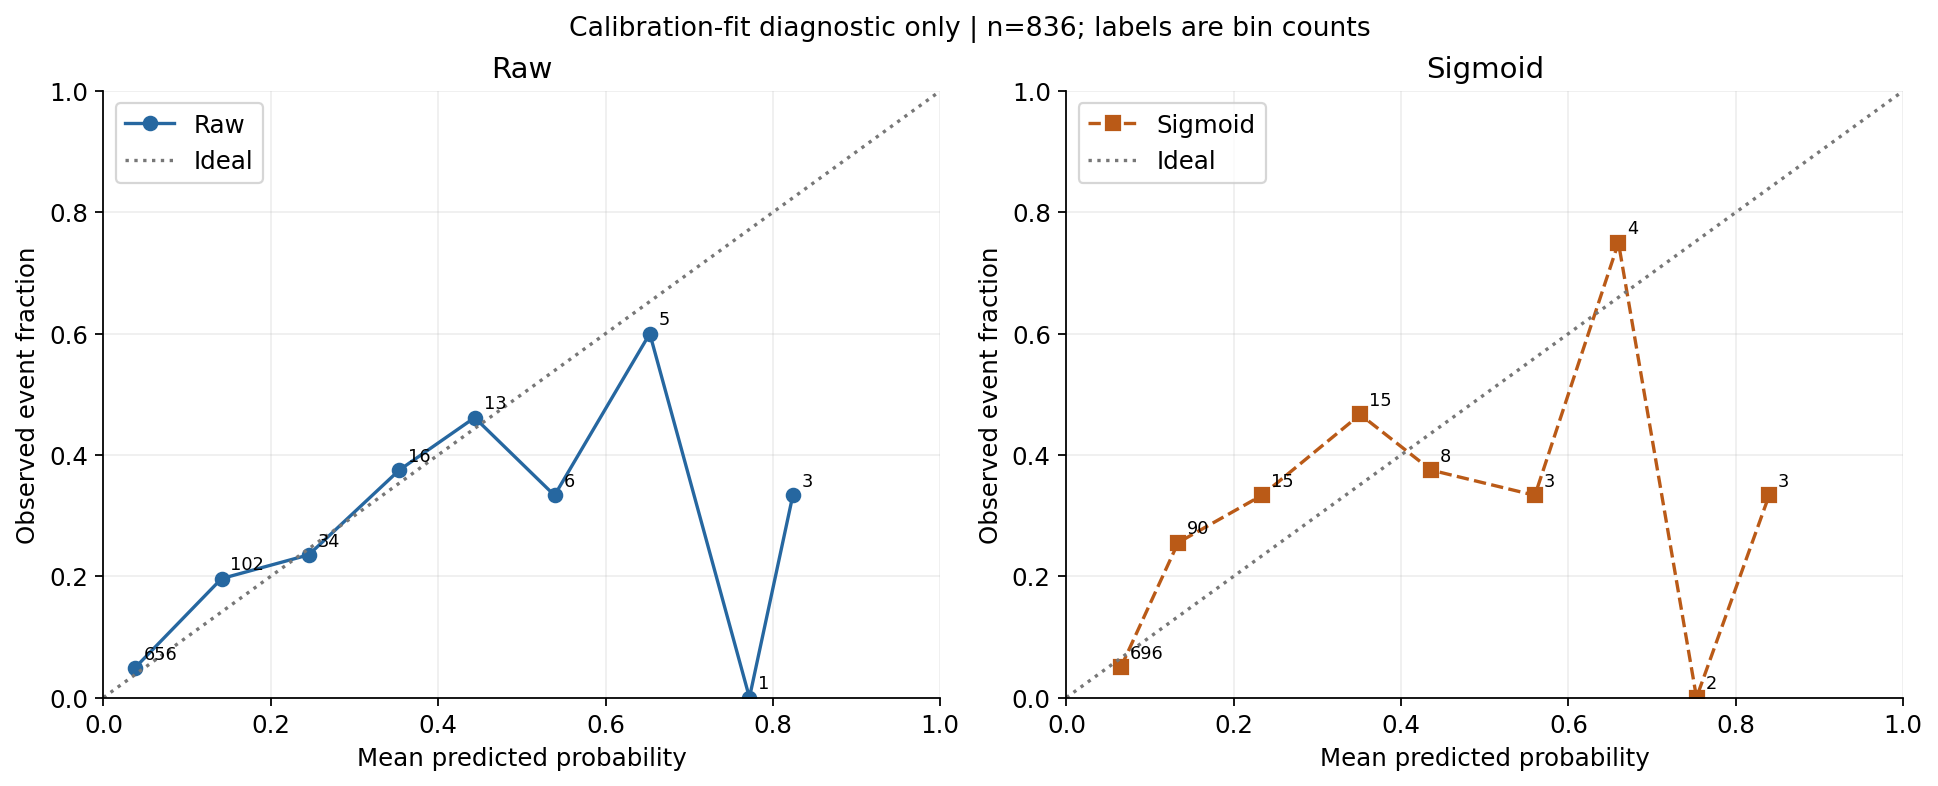 Calibration-fit diagnostic only | n=836; labels are bin counts
Raw
Raw
Ideal
1.0
0.8
0.6
0.4
0.2
0.0
Observed event fraction
656
102
34
16
13
6
5
1
3
0.0 0.2 0.4 0.6 0.8 1.0
Mean predicted probability
Sigmoid
Sigmoid
Ideal
1.0
0.8
0.6
0.4
0.2
0.0
Observed event fraction
696
90
15
15
8
3
4
2
3
0.0 0.2 0.4 0.6 0.8 1.0
Mean predicted probability